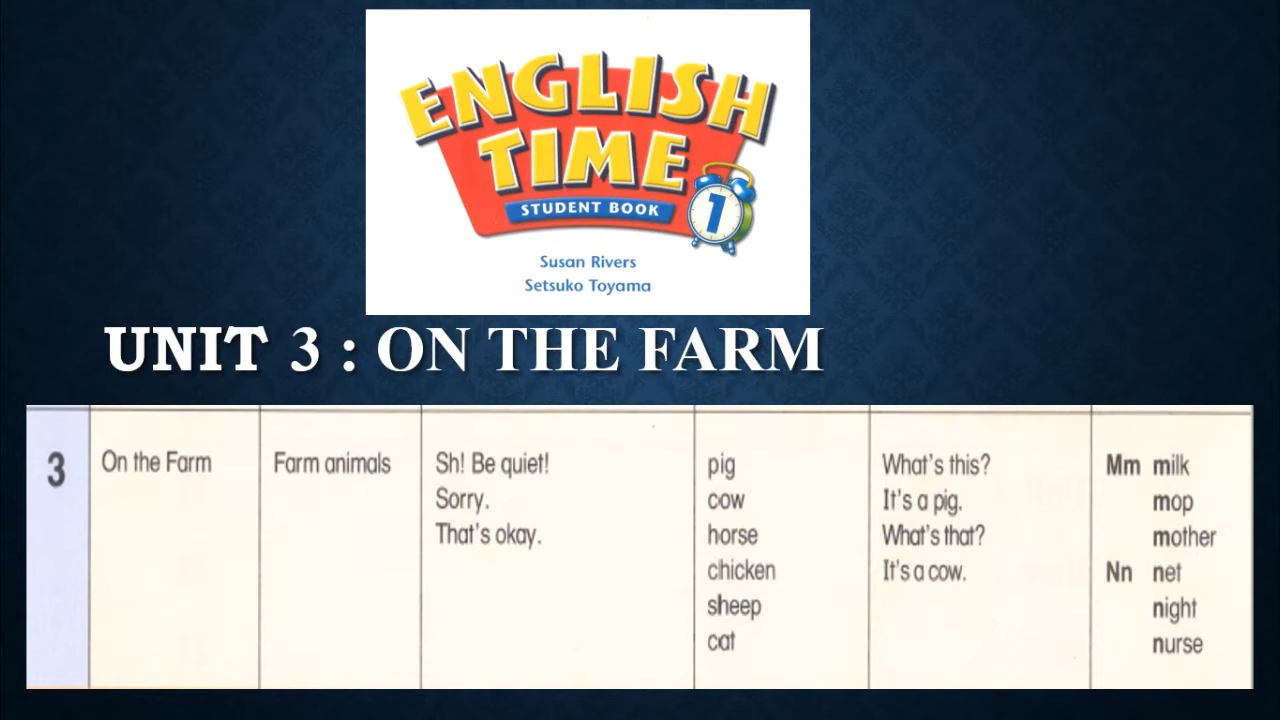 ENGLISH
TIME
STUDENT BOOK
1
Susan Rivers
Setsuko Toyama
UNIT 3 : ON THE FARM
3
On the Farm
Farm animals
Sh! Be quiet!
Sorry.
That's okay.
pig
cow
horse
chicken
sheep
cat
What's this?
It's a pig.
What's that?
It's a cow.
Mm milk
mop
mother
Nn net
night
nurse